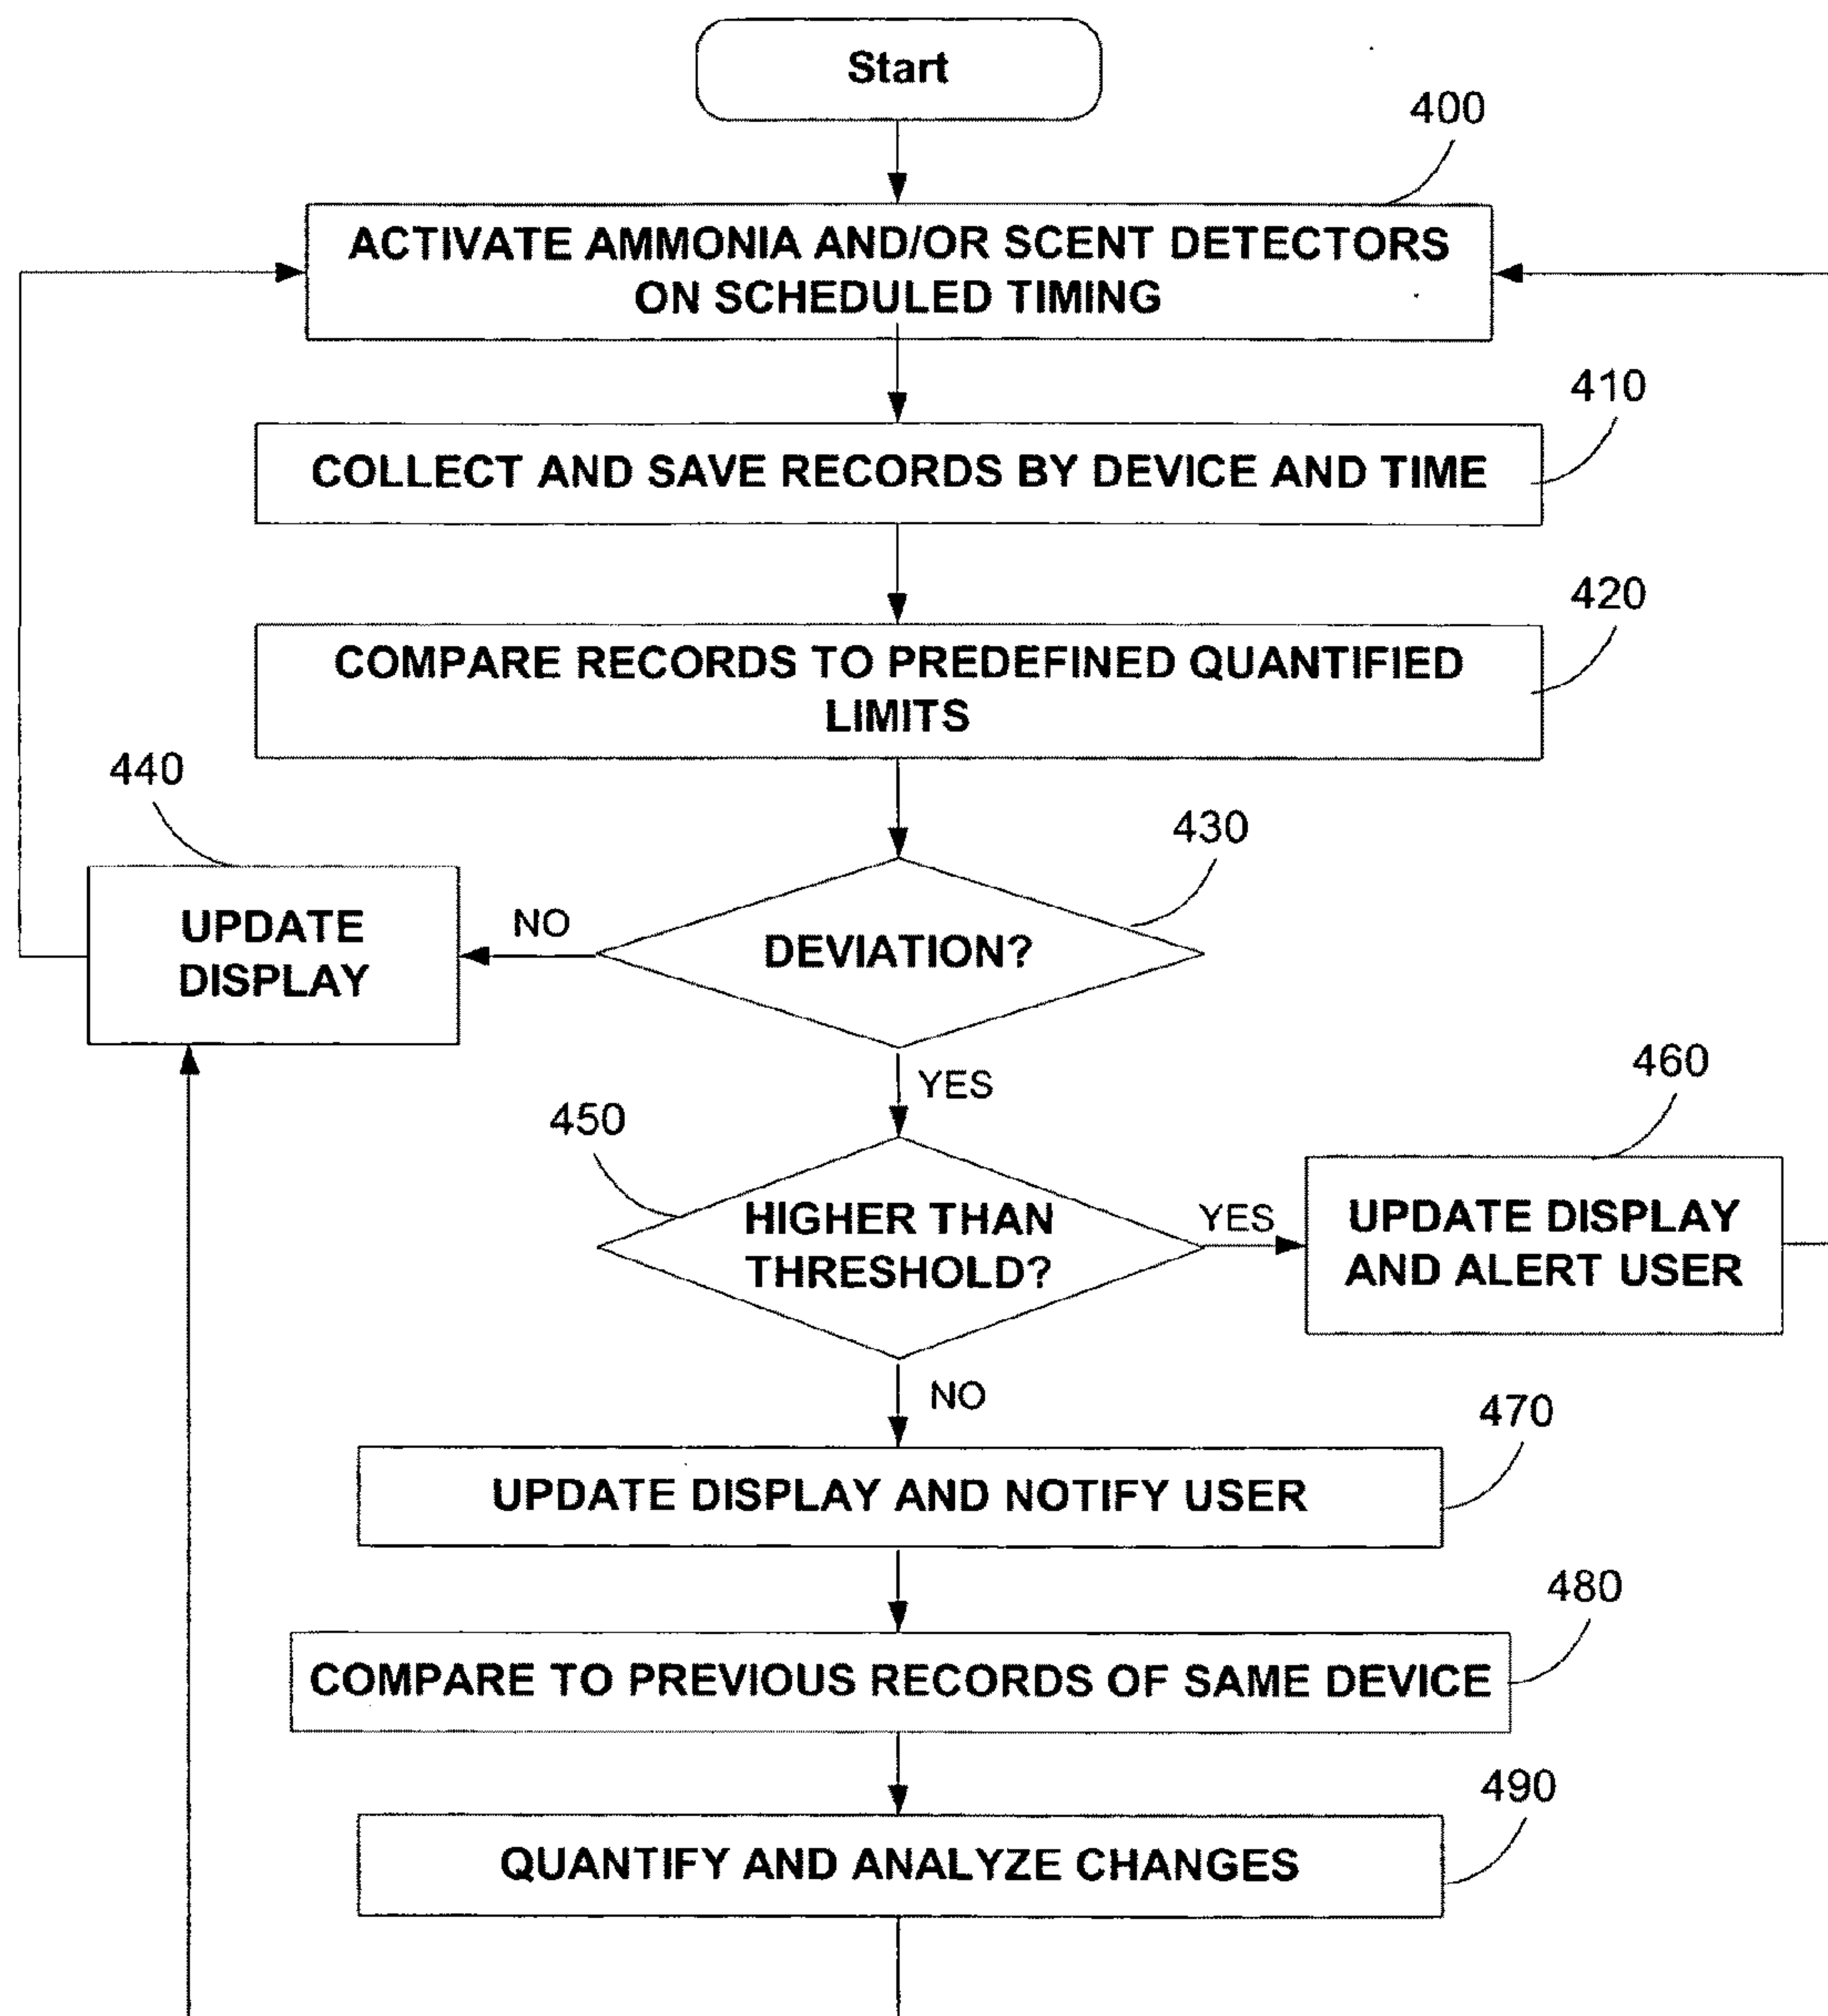 Start
400
ACTIVATE AMMONIA AND/OR SCENT DETECTORS
ON SCHEDULED TIMING
410
COLLECT AND SAVE RECORDS BY DEVICE AND TIME
420
COMPARE RECORDS TO PREDEFINED QUANTIFIED
LIMITS
440
430
UPDATE
DISPLAY
NO
DEVIATION?
YES
460
450
HIGHER THAN
THRESHOLD?
YES
UPDATE DISPLAY
AND ALERT USER
NO
470
UPDATE DISPLAY AND NOTIFY USER
480
COMPARE TO PREVIOUS RECORDS OF SAME DEVICE
490
QUANTIFY AND ANALYZE CHANGES